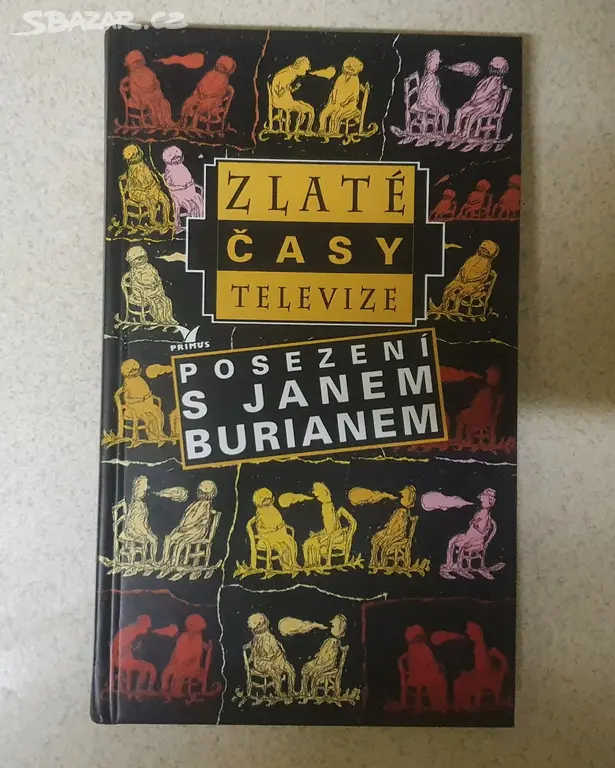 SBAZAR.CZ
ZLATÉ
ČASY
TELEVIZE
PRIMUS
POSEZENÍ
S JANEM
BURIANEM